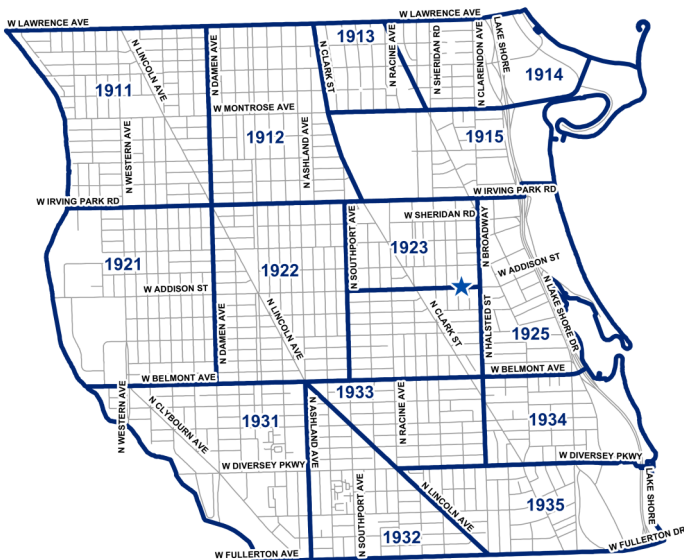 W LAWRENCE AVE
W LAWRENCE AVE
1911
N LINCOLN AVE
N DAMEN AVE
N CLARK ST
1913
N RACINE AVE
N SHERIDAN RD
N CLARENDON AVE
LAKE SHORE
1914
W MONTROSE AVE
N WESTERN AVE
1912
N ASHLAND AVE
1915
W IRVING PARK RD
W IRVING PARK RD
1921
W ADDISON ST
1922
N DAMEN AVE
N LINCOLN AVE
N SOUTHPORT AVE
W SHERIDAN RD
1923
N BROADWAY
W ADDISON ST
N CLARK ST
N HALSTED ST
N LAKE SHORE DR
1925
W BELMONT AVE
W BELMONT AVE
N WESTERN AVE
N CLYBOURN AVE
1931
N ASHLAND AVE
1933
N RACINE AVE
1934
W DIVERSEY PKWY
W DIVERSEY PKWY
N SOUTHPORT AVE
N LINCOLN AVE
1935
LAKE SHORE
1932
W FULLERTON AVE
W FULLERTON DR